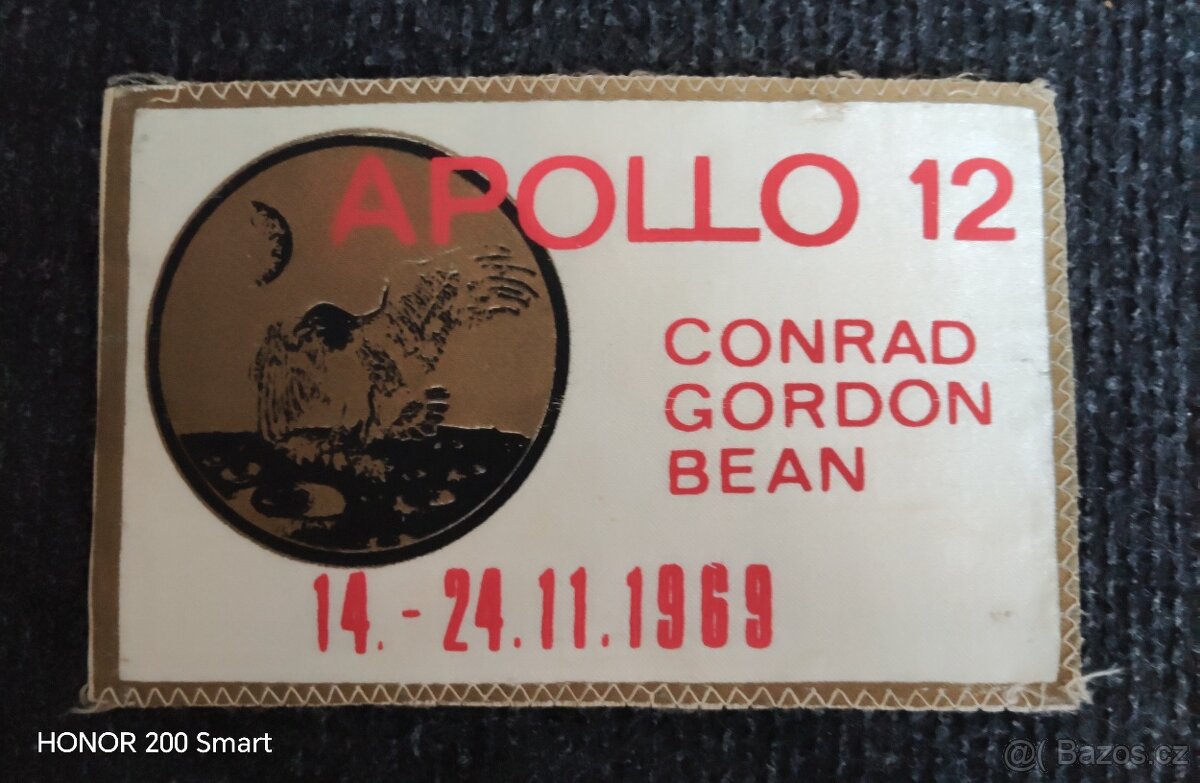 APOLLO 12
CONRAD
GORDON
BEAN
14.-24.11.1969
HONOR 200 Smart
@( Bazos.cz